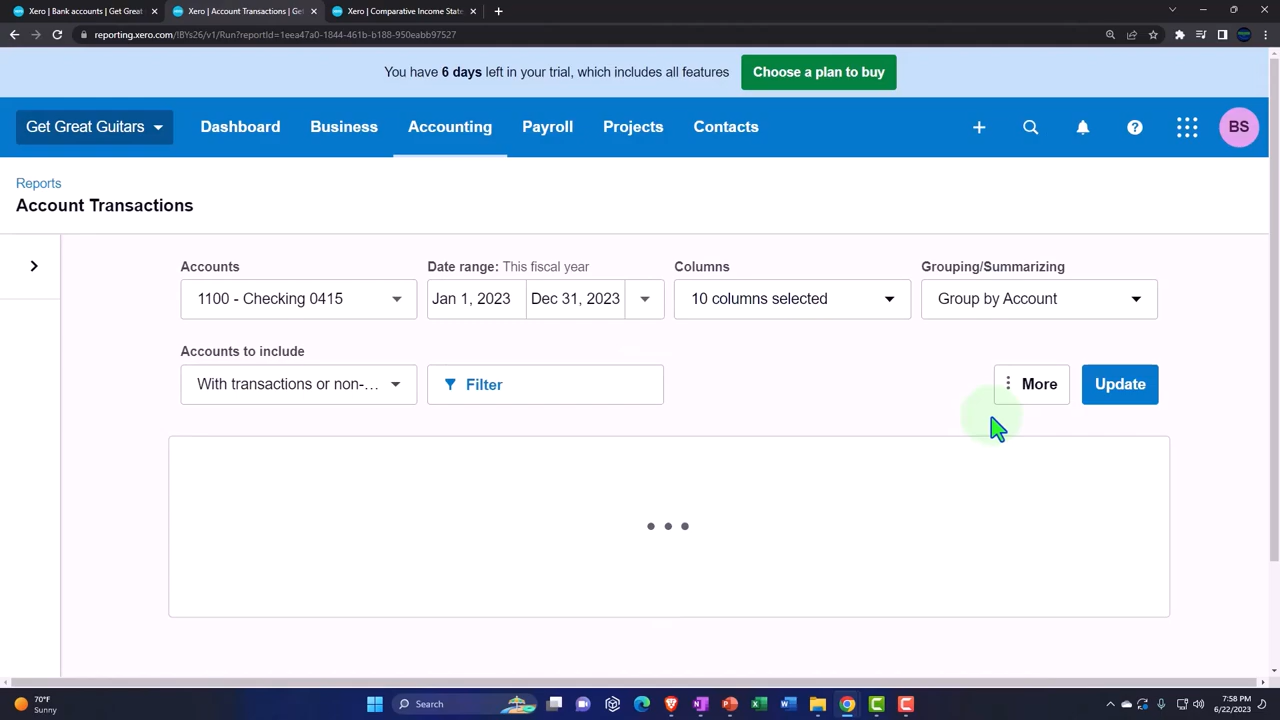 Xero | Bank accounts | Get Great
Xero | Account Transactions | Get
Xero | Comparative Income State
reporting.xero.com/!BYs26/v1/Run?reportId=1eea47a0-1844-461b-b188-950eabb97527
You have 6 days left in your trial, which includes all features
Choose a plan to buy
Get Great Guitars
Dashboard
Business
Accounting
Payroll
Projects
Contacts
BS
Reports
Account Transactions
Accounts
Date range: This fiscal year
Columns
Grouping/Summarizing
1100 - Checking 0415
Jan 1, 2023
Dec 31, 2023
10 columns selected
Group by Account
Accounts to include
With transactions or non-...
Filter
More
Update
70°F
Sunny
Search
7:58 PM
6/22/2023